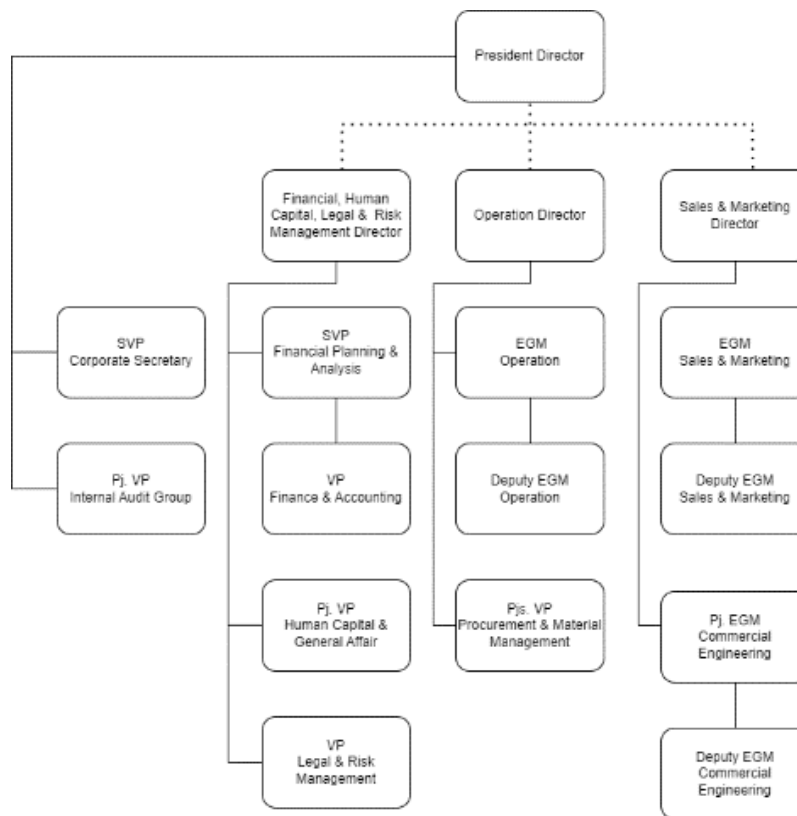 President Director
Financial, Human
Capital, Legal & Risk
Management Director
Operation Director
Sales & Marketing
Director
SVP
Corporate Secretary
SVP
Financial Planning &
Analysis
EGM
Operation
EGM
Sales & Marketing
Pj. VP
Internal Audit Group
VP
Finance & Accounting
Deputy EGM
Operation
Deputy EGM
Sales & Marketing
Pj. VP
Human Capital &
General Affair
Pjs. VP
Procurement & Material
Management
Pj. EGM
Commercial
Engineering
VP
Legal & Risk
Management
Deputy EGM
Commercial
Engineering